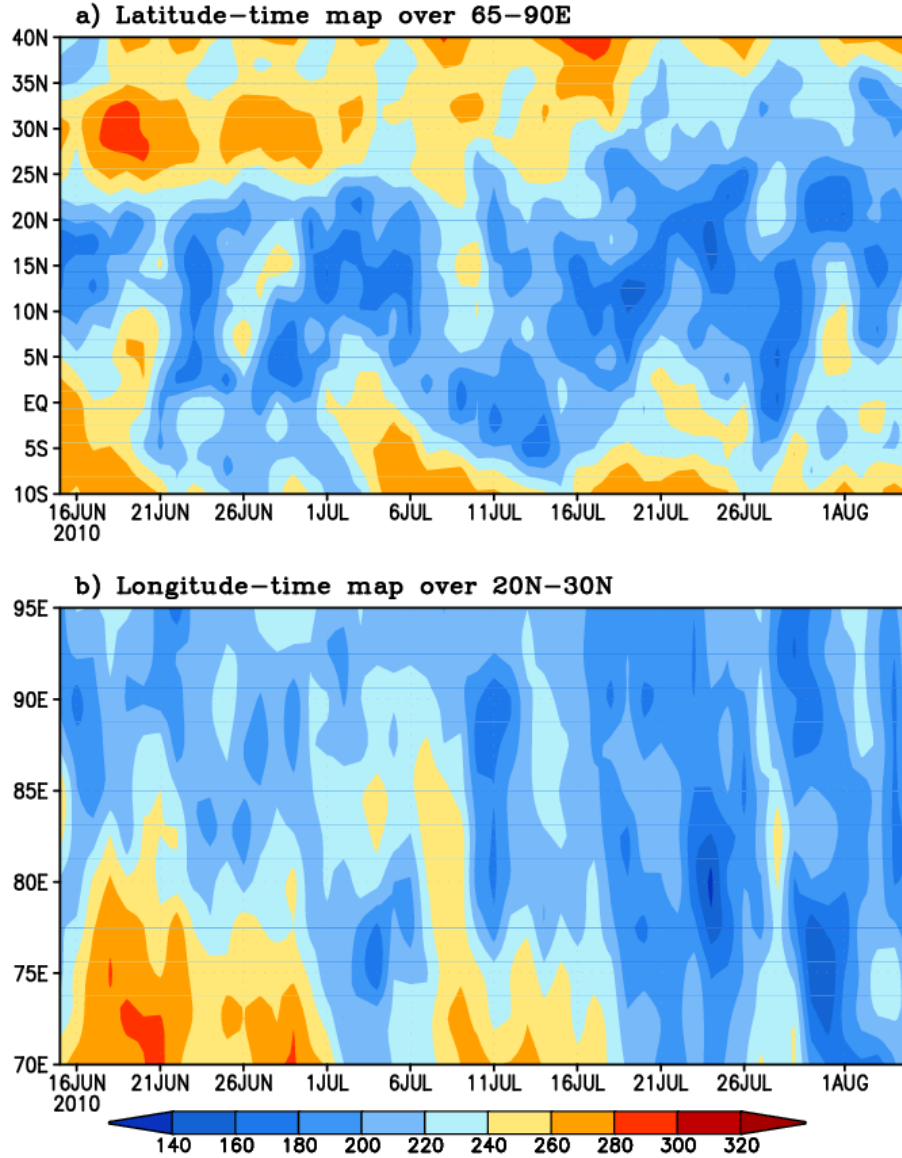 a) Latitude-time map over 65-90E
40N
35N
30N
25N
20N
15N
10N
5N
EQ
5S
10S
16JUN 21JUN 26JUN 1JUL 6JUL 11JUL 16JUL 21JUL 26JUL 1AUG
2010
b) Longitude-time map over 20N-30N
95E
90E
85E
80E
75E
70E
16JUN 21JUN 26JUN 1JUL 6JUL 11JUL 16JUL 21JUL 26JUL 1AUG
2010
140 160 180 200 220 240 260 280 300 320